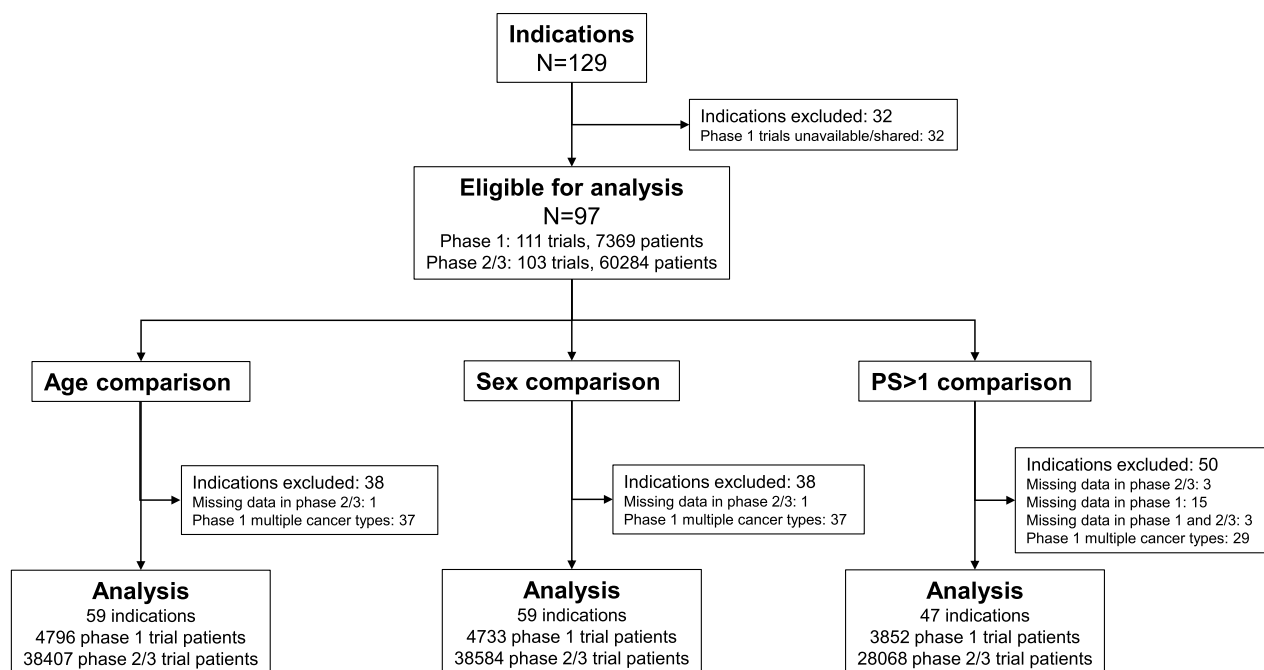 Indications
N=129
Indications excluded: 32
Phase 1 trials unavailable/shared: 32
Eligible for analysis
N=97
Phase 1: 111 trials, 7369 patients
Phase 2/3: 103 trials, 60284 patients
Age comparison
Sex comparison
PS>1 comparison
Indications excluded: 38
Missing data in phase 2/3: 1
Phase 1 multiple cancer types: 37
Indications excluded: 38
Missing data in phase 2/3: 1
Phase 1 multiple cancer types: 37
Indications excluded: 50
Missing data in phase 2/3: 3
Missing data in phase 1: 15
Missing data in phase 1 and 2/3: 3
Phase 1 multiple cancer types: 29
Analysis
59 indications
4796 phase 1 trial patients
38407 phase 2/3 trial patients
Analysis
59 indications
4733 phase 1 trial patients
38584 phase 2/3 trial patients
Analysis
47 indications
3852 phase 1 trial patients
28068 phase 2/3 trial patients